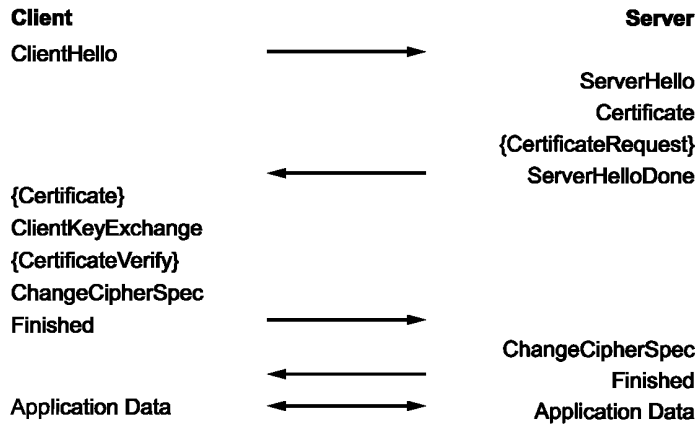 Client Server
ClientHello
ServerHello
Certificate
{CertificateRequest}
ServerHelloDone
{Certificate}
ClientKeyExchange
{CertificateVerify}
ChangeCipherSpec
Finished
ChangeCipherSpec
Finished
Application Data Application Data